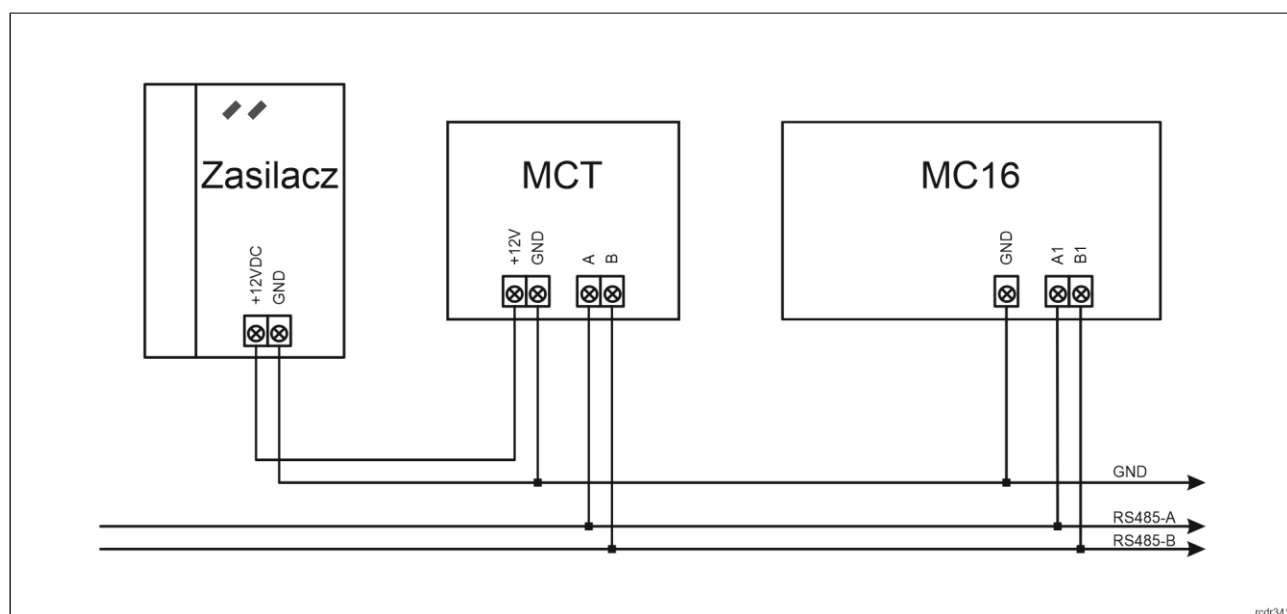 Zasilacz
+12VDC
GND
MCT
+12V
GND
A
B
MC16
GND
A1
B1
GND
RS485-A
RS485-B